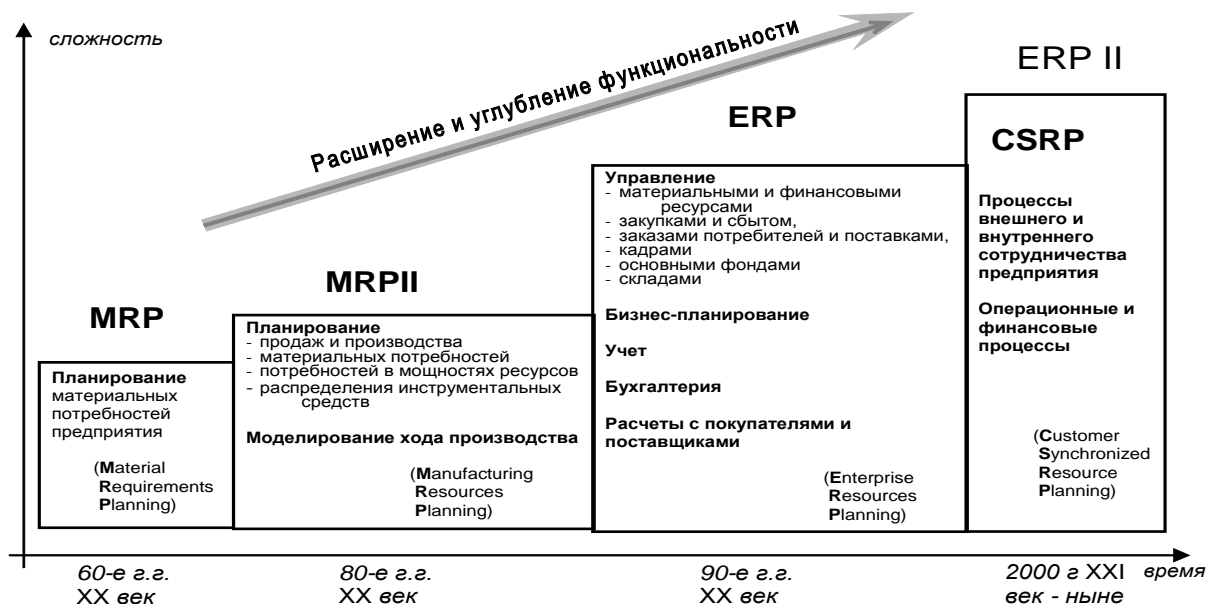 сложность
Расширение и углубление функциональности
ERP II
ERP
CSRP
MRPII
MRP
Планирование
материальных
потребностей
предприятия
(Material
Requirements
Planning)
Планирование
- продаж и производства
- материальных потребностей
- потребностей в мощностях ресурсов
- распределения инструментальных
средств
Моделирование хода производства
(Manufacturing
Resources
Planning)
Управление
- материальными и финансовыми
ресурсами
- закупками и сбытом,
- заказами потребителей и поставками,
- кадрами
- основными фондами
- складами
Бизнес-планирование
Учет
Бухгалтерия
Расчеты с покупателями и
поставщиками
(Enterprise
Resources
Planning)
Процессы
внешнего и
внутреннего
сотрудничества
предприятия
Операционные и
финансовые
процессы
(Customer
Synchronized
Resource
Planning)
60-е г.г.
XX век
80-е г.г.
XX век
90-е г.г.
XX век
2000 г XXI
век - ныне
время